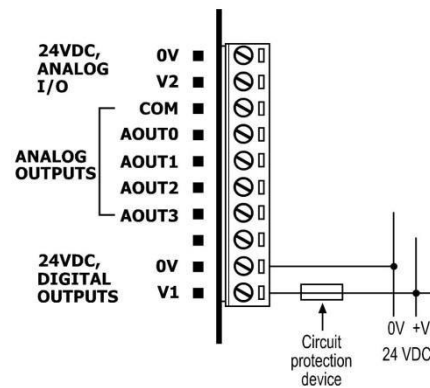 24VDC,
ANALOG
I/O
0V
V2
COM
AOUT0
ANALOG
OUTPUTS
AOUT1
AOUT2
AOUT3
24VDC,
DIGITAL
OUTPUTS
0V
V1
Circuit
protection
device
0V +V
24 VDC